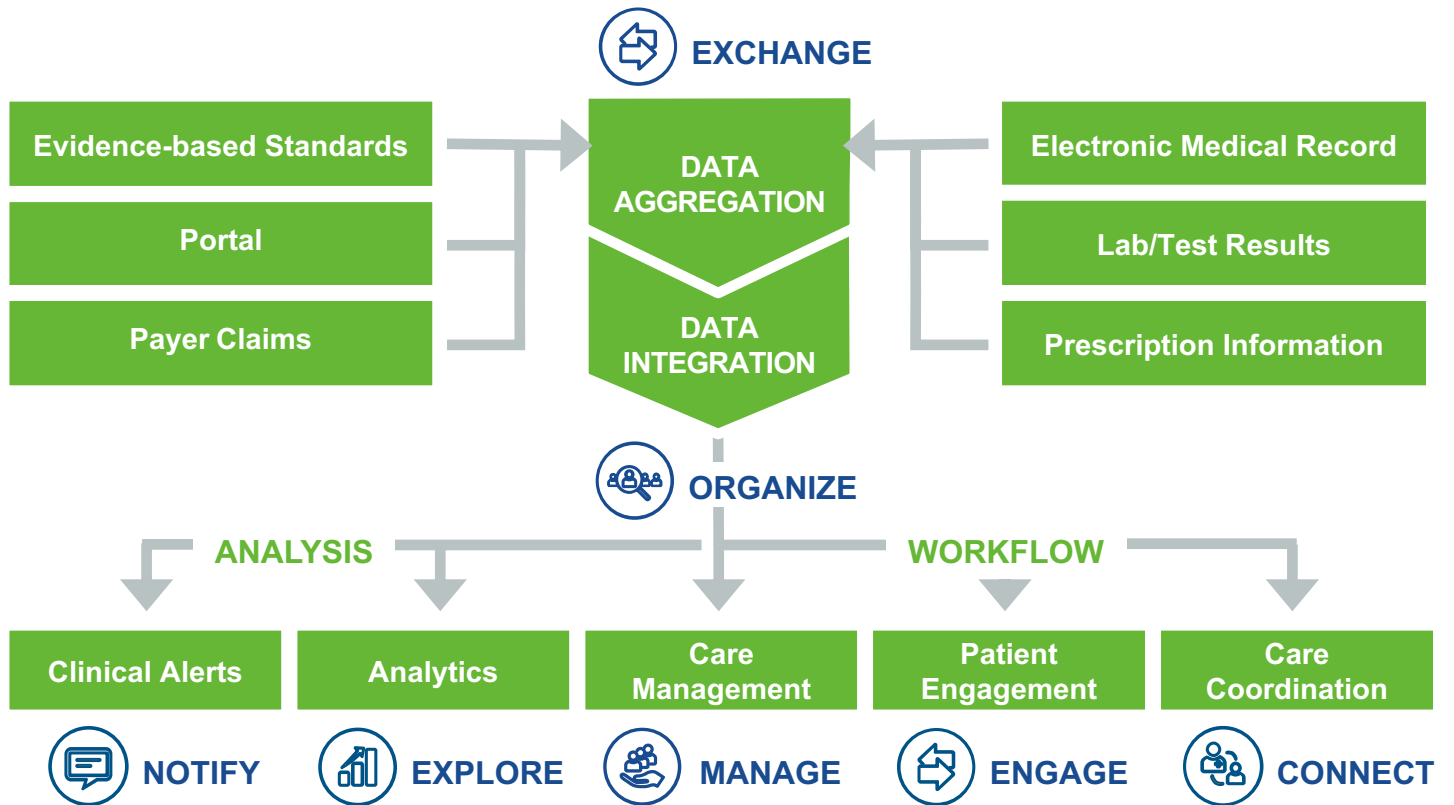 EXCHANGE
Evidence-based Standards
Portal
Payer Claims
DATA
AGGREGATION
DATA
INTEGRATION
Electronic Medical Record
Lab/Test Results
Prescription Information
ORGANIZE
ANALYSIS
WORKFLOW
Clinical Alerts
Analytics
Care
Management
Patient
Engagement
Care
Coordination
NOTIFY
EXPLORE
MANAGE
ENGAGE
CONNECT